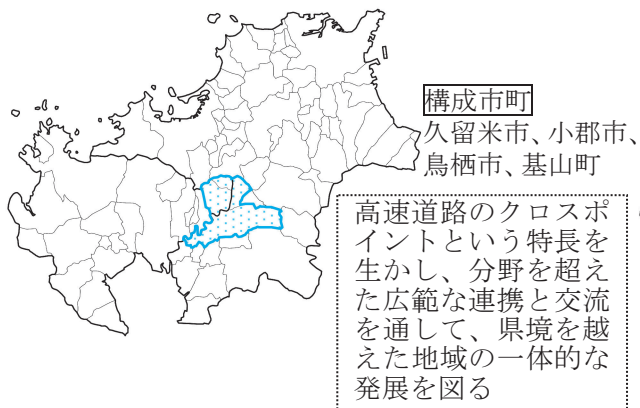 構成市町
久留米市、小郡市、
鳥栖市、基山町
高速道路のクロスポ
イントという特長を
生かし、分野を超え
た広範な連携と交流
を通して、県境を越
えた地域の一体的な
発展を図る